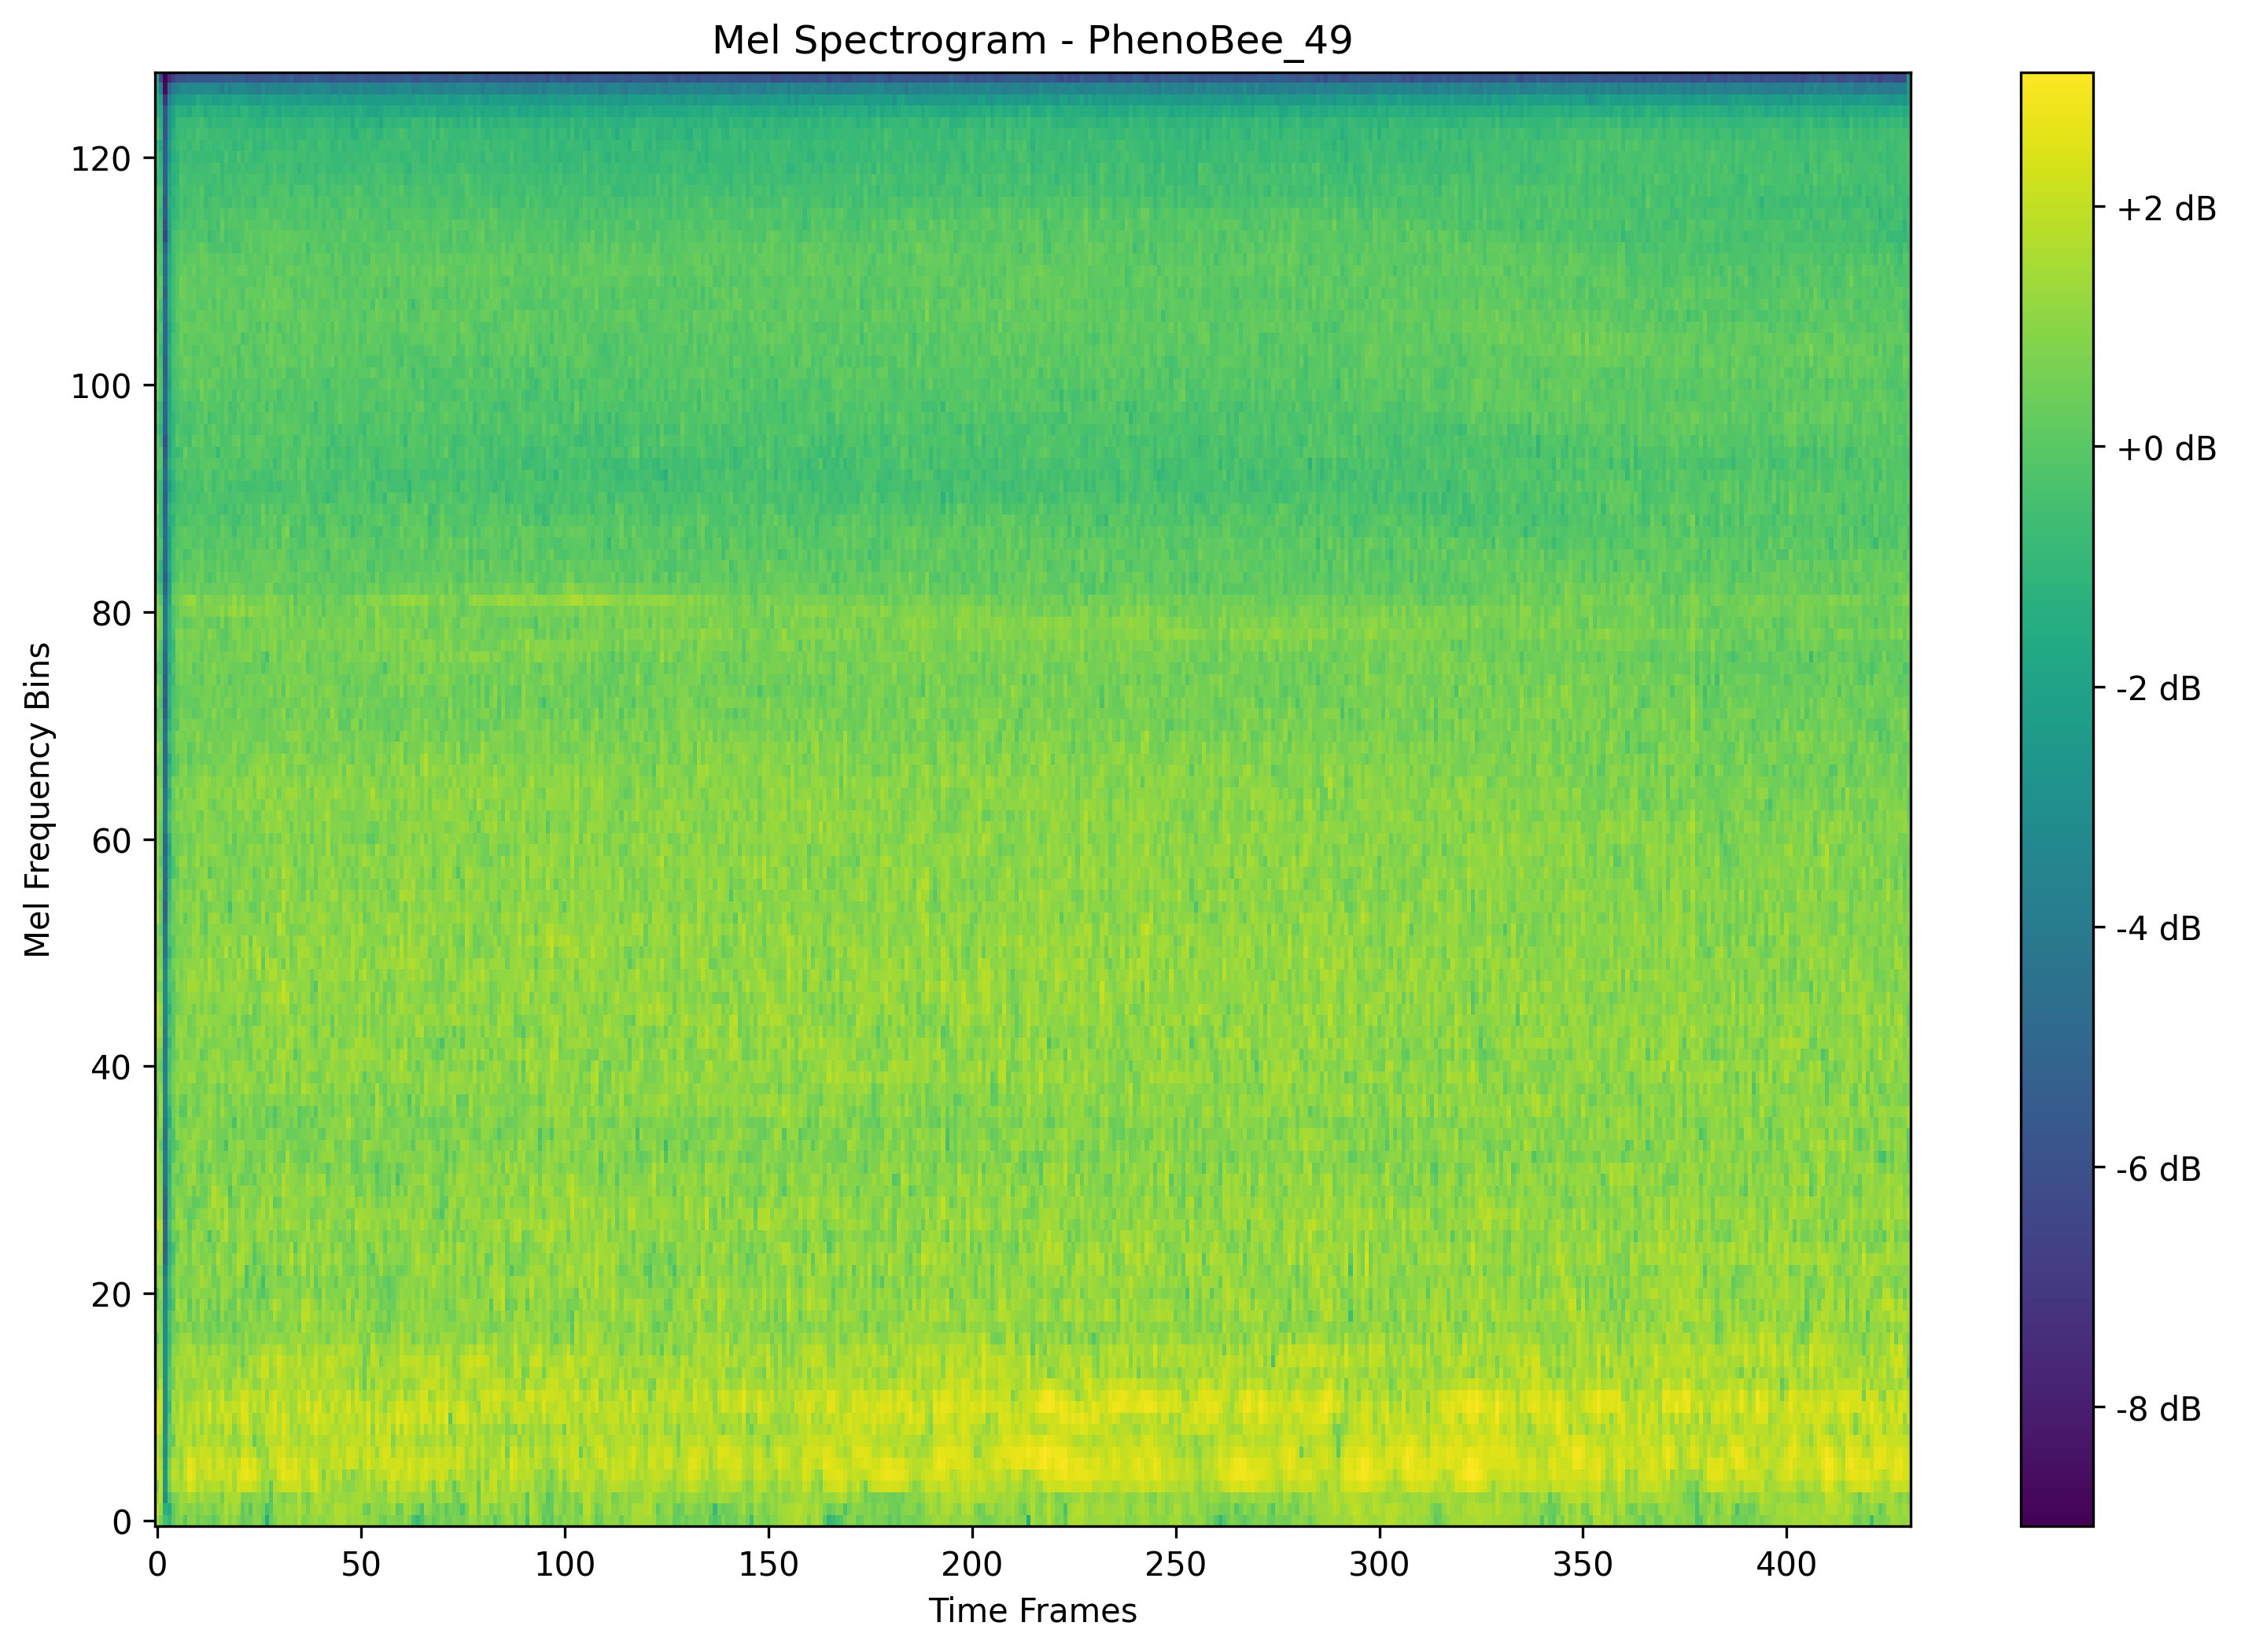 Mel Spectrogram - PhenoBee_49
Mel Frequency Bins
120
100
80
60
40
20
0
0 50 100 150 200 250 300 350 400
Time Frames
+2 dB
+0 dB
-2 dB
-4 dB
-6 dB
-8 dB